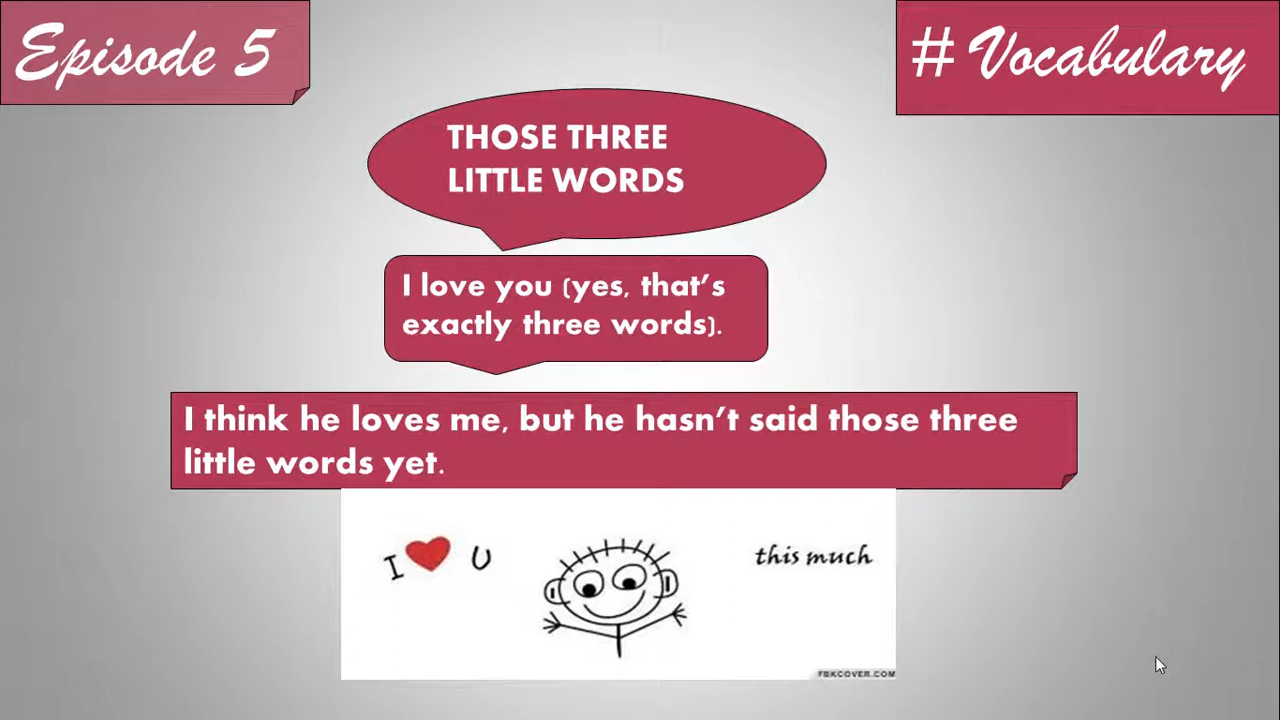 Episode 5
# Vocabulary
THOSE THREE
LITTLE WORDS
I love you (yes, that's
exactly three words).
I think he loves me, but he hasn't said those three
little words yet.
I ❤ U
this much
FBKCOVER.COM